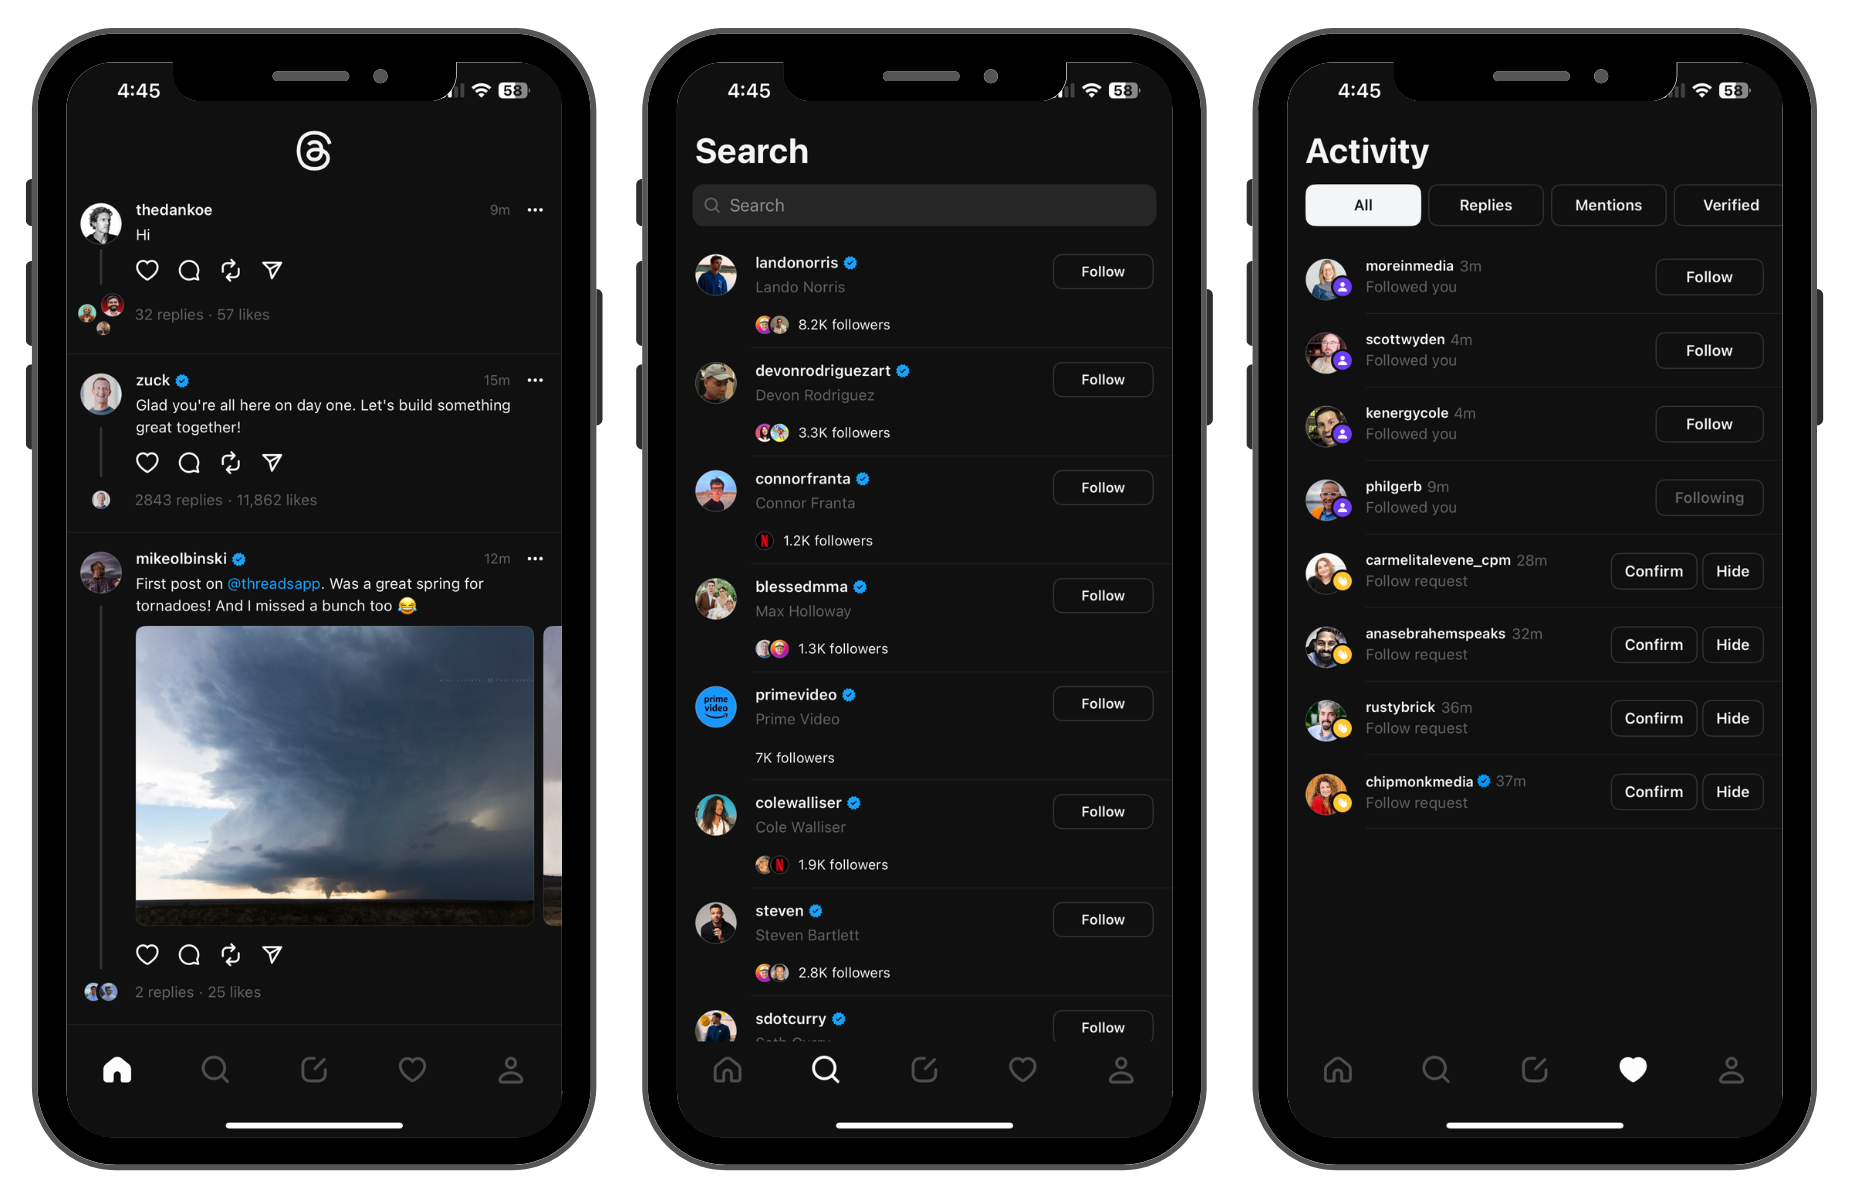 4:45
58
thedankoe
9m
Hi
32 replies · 57 likes
zuck
15m
Glad you're all here on day one. Let's build something
great together!
2843 replies · 11,862 likes
mikeolbinski
12m
First post on @threadsapp. Was a great spring for
tornadoes! And I missed a bunch too 😂
2 replies · 25 likes
4:45
58
Search
Search
landonorris
Follow
Lando Norris
8.2K followers
devonrodriguezart
Follow
Devon Rodriguez
3.3K followers
connorfranta
Follow
Connor Franta
N
1.2K followers
blessedmma
Follow
Max Holloway
1.3K followers
primevideo
Follow
prime
video
Prime Video
7K followers
colewalliser
Follow
Cole Walliser
N
1.9K followers
steven
Follow
Steven Bartlett
2.8K followers
sdotcurry
Follow
4:45
58
Activity
All
Replies
Mentions
Verified
moreinmedia 3m
Followed you
Follow
scottwyden 4m
Followed you
Follow
kenergycole 4m
Followed you
Follow
philgerb 9m
Followed you
Following
carmelitalevene_cpm 28m
Follow request
Confirm
Hide
anasebrahemspeaks 32m
Follow request
Confirm
Hide
rustybrick 36m
Follow request
Confirm
Hide
chipmonkmedia 37m
Follow request
Confirm
Hide